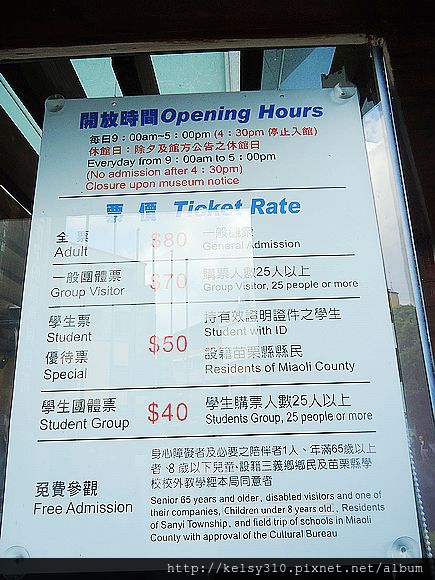 開放時間Opening Hours
每日9：00am~5：00pm (4：30pm 停止入館)
休館日：除夕及館方公告之休館日
Everyday from 9：00am to 5：00pm
(No admission after 4：30pm)
Closure upon museum notice
票 價 Ticket Rate
全 票 $80 一般觀眾
Adult General Admission
一般團體票 $70 購票人數25人以上
Group Visitor Group Visitor, 25 people or more
學生票 持有效證明證件之學生
Student Student with ID
$50
優待票 設籍苗栗縣縣民
Special Residents of Miaoli County
學生團體票 $40 學生購票人數25人以上
Student Group Students Group, 25 people or more
身心障礙者及必要之陪伴者1人、年滿65歲以上
者、8 歲以下兒童、設籍三義鄉鄉民及苗栗縣學
校校外教學經本局同意者
免費參觀
Free Admission
Senior 65 years and older, disabled visitors and one of
their companies, Children under 8 years old., Residents
of Sanyi Township, and field trip of schools in Miaoli
County with approval of the Cultural Bureau
http://kelsy310.pixnet.net/album